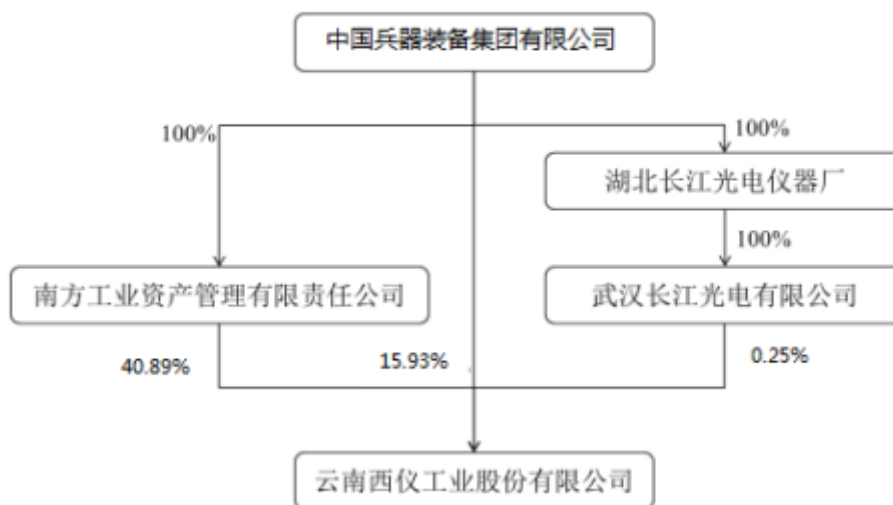 中国兵器装备集团有限公司
100%
100%
湖北长江光电仪器厂
100%
南方工业资产管理有限责任公司
武汉长江光电有限公司
40.89%
15.93%
0.25%
云南西仪工业股份有限公司